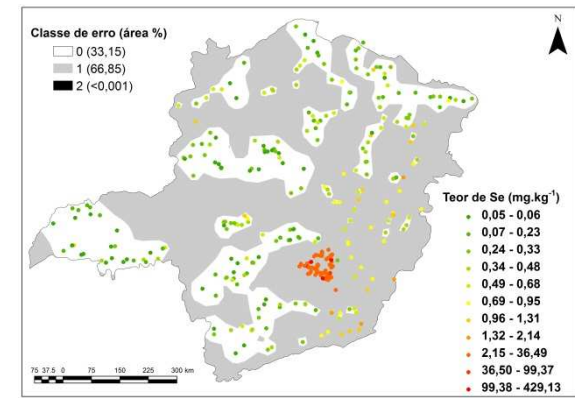 Classe de erro (área %)
0 (33,15)
1 (66,85)
2 (<0,001)
N
Teor de Se (mg.kg⁻¹)
0,05 - 0,06
0,07 - 0,23
0,24 - 0,33
0,34 - 0,48
0,49 - 0,68
0,69 - 0,95
0,96 - 1,31
1,32 - 2,14
2,15 - 36,49
36,50 - 99,37
99,38 - 429,13
75 37.5 0 75 150 225 300 km